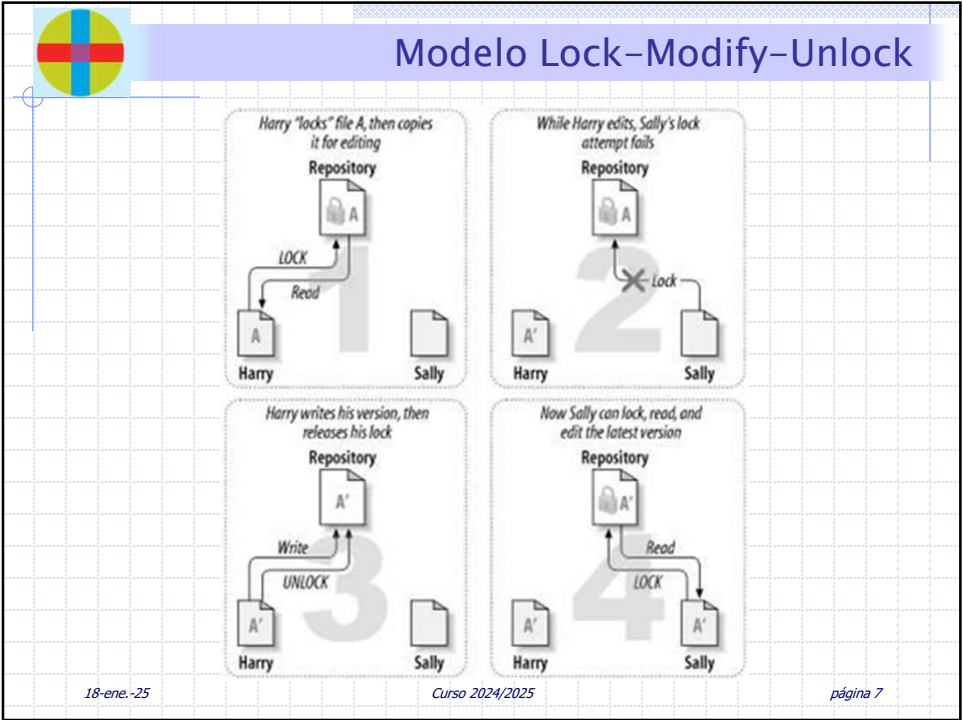 Modelo Lock-Modify-Unlock
Harry "locks" file A, then copies
it for editing
Repository
A
LOCK
Read
1
A
Harry
Sally
While Harry edits, Sally's lock
attempt fails
Repository
A
Lock
2
A'
Harry
Sally
Harry writes his version, then
releases his lock
Repository
A'
Write
UNLOCK
3
A'
Harry
Sally
Now Sally can lock, read, and
edit the latest version
Repository
A'
Read
LOCK
4
A'
A'
Harry
Sally
18-ene.-25
Curso 2024/2025
página 7